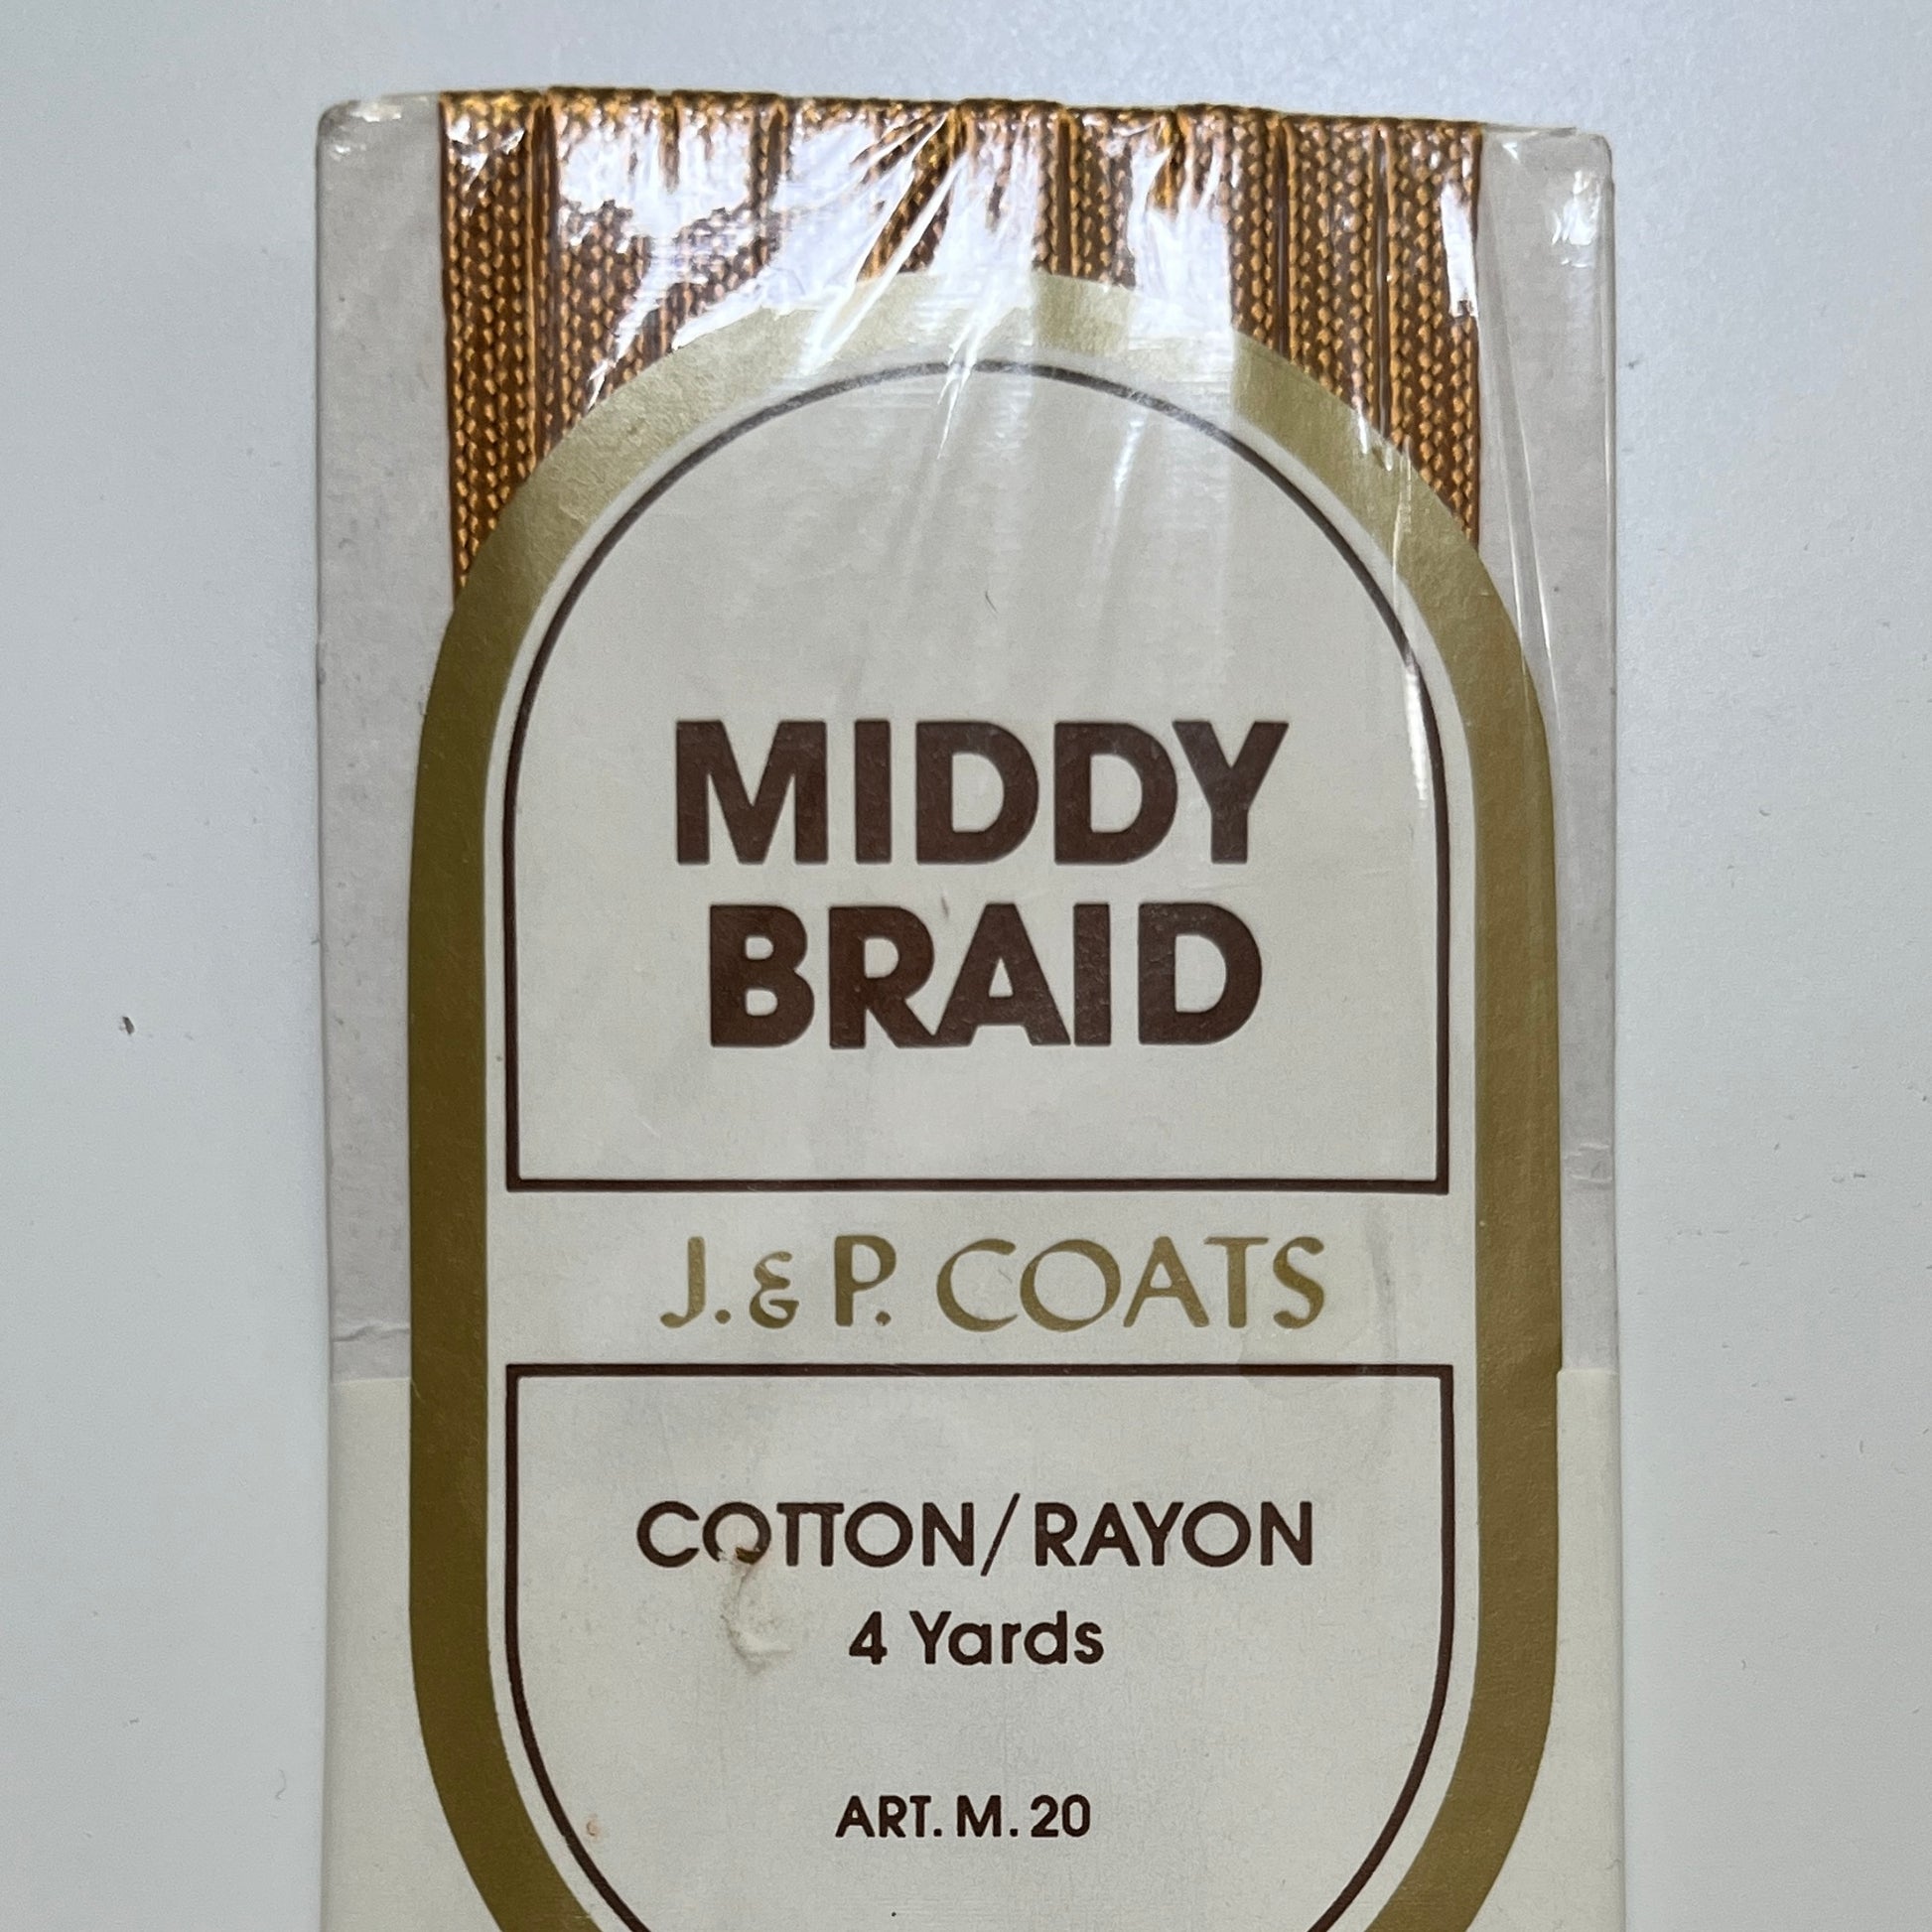 MIDDY
BRAID
J. & P. COATS
COTTON/RAYON
4 Yards
ART. M. 20